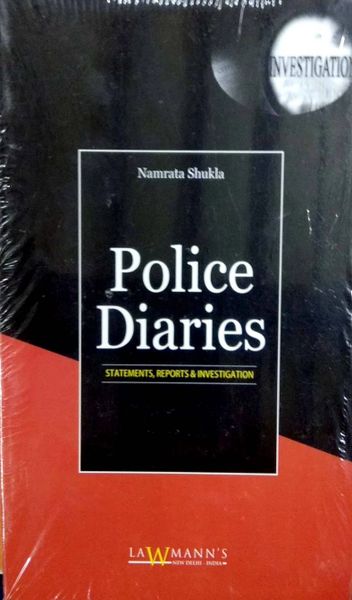 INVESTIGATION
Namrata Shukla
Police
Diaries
STATEMENTS, REPORTS & INVESTIGATION
LAWMANN'S
NEW DELHI - INDIA